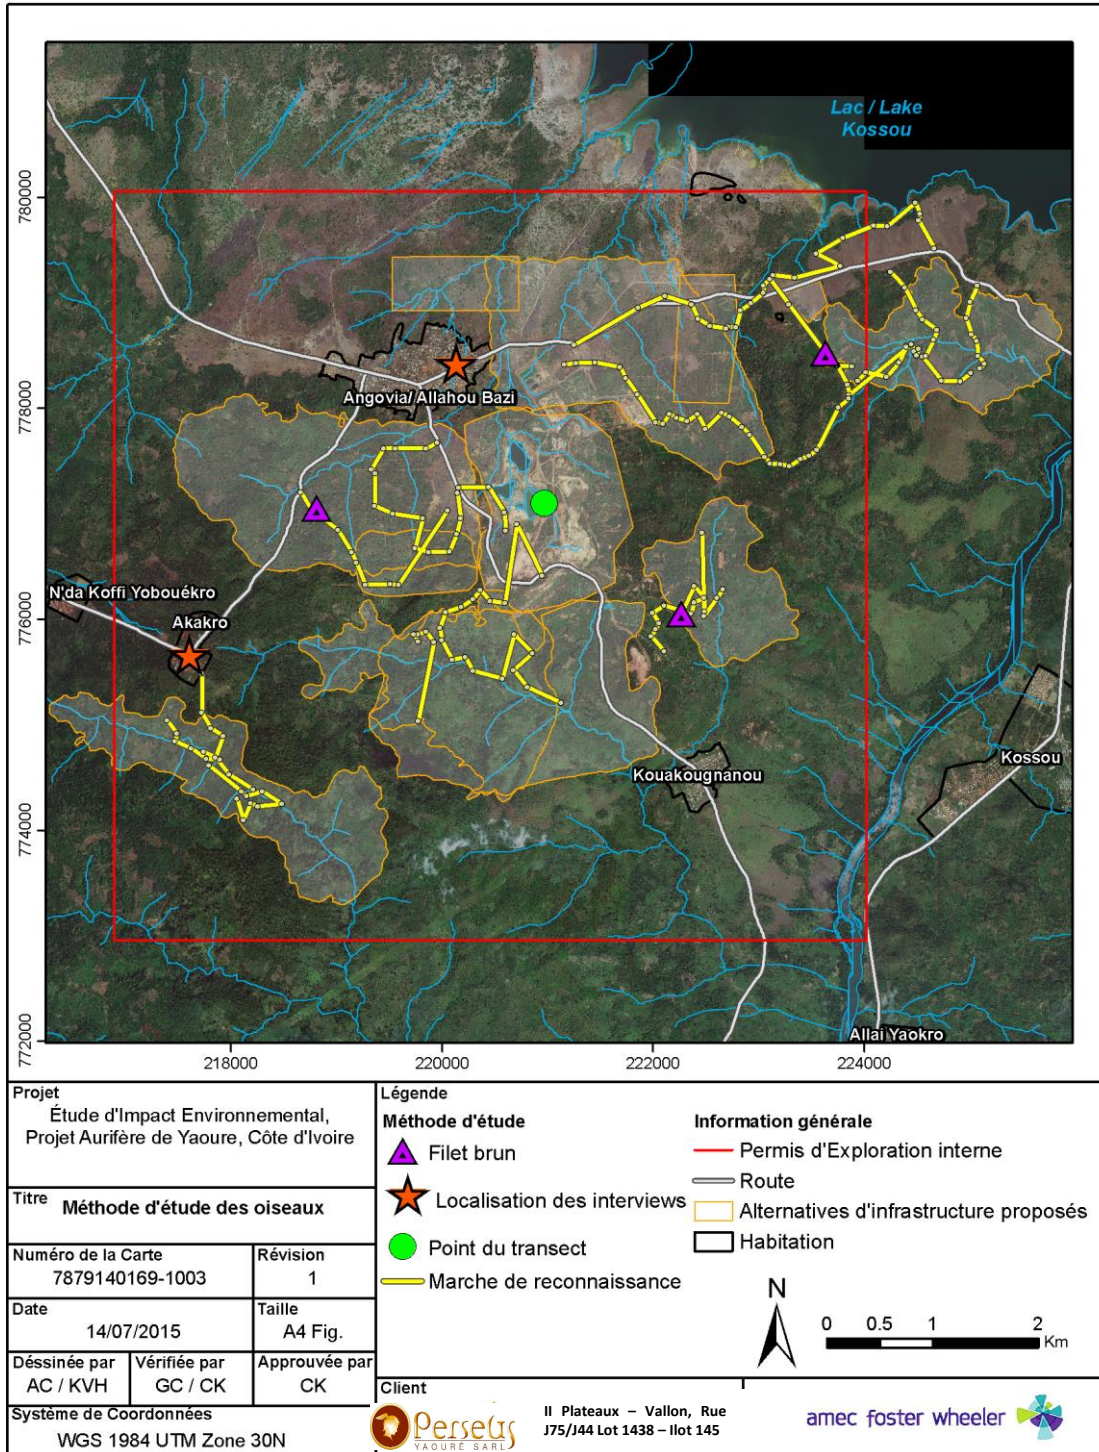 Lac / Lake
Kossou
780000
778000
776000
774000
772000
Angovia/ Allahou Bazi
N'da Koffi Yobouékro
Akakro
Kouakougnanou
Kossou
Allai Yaokro
218000
220000
222000
224000
Projet
Étude d'Impact Environnemental,
Projet Aurifère de Yaoure, Côte d'Ivoire
Titre
Méthode d'étude des oiseaux
Numéro de la Carte
7879140169-1003
Révision
1
Date
14/07/2015
Taille
A4 Fig.
Déssinée par
AC / KVH
Vérifiée par
GC / CK
Approuvée par
CK
Système de Coordonnées
WGS 1984 UTM Zone 30N
Légende
Méthode d'étude
Filet brun
Localisation des interviews
Point du transect
Marche de reconnaissance
Information générale
Permis d'Exploration interne
Route
Alternatives d'infrastructure proposés
Habitation
N
0 0.5 1 2
Km
Client
Perseus
YAOURÉ SARL
II Plateaux – Vallon, Rue
J75/J44 Lot 1438 – Ilot 145
amec foster wheeler